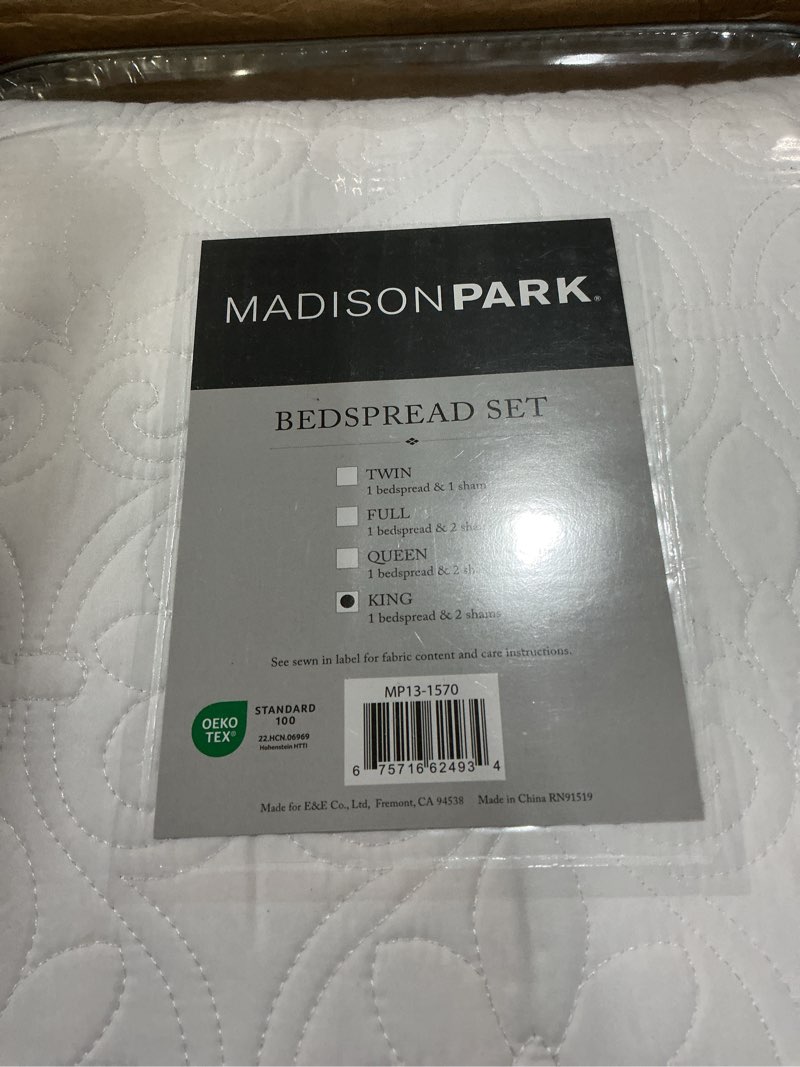 MADISONPARK®
BEDSPREAD SET
TWIN
1 bedspread & 1 sham
FULL
1 bedspread & 2
QUEEN
1 bedspread & 2
KING
1 bedspread & 2 shams
See sewn in label for fabric content and care instructions.
OEKO
TEX®
STANDARD
100
22.HCN.06969
Hohenstein HTTI
MP13-1570
6 75716 62493 4
Made for E&E Co., Ltd, Fremont, CA 94538 Made in China RN91519